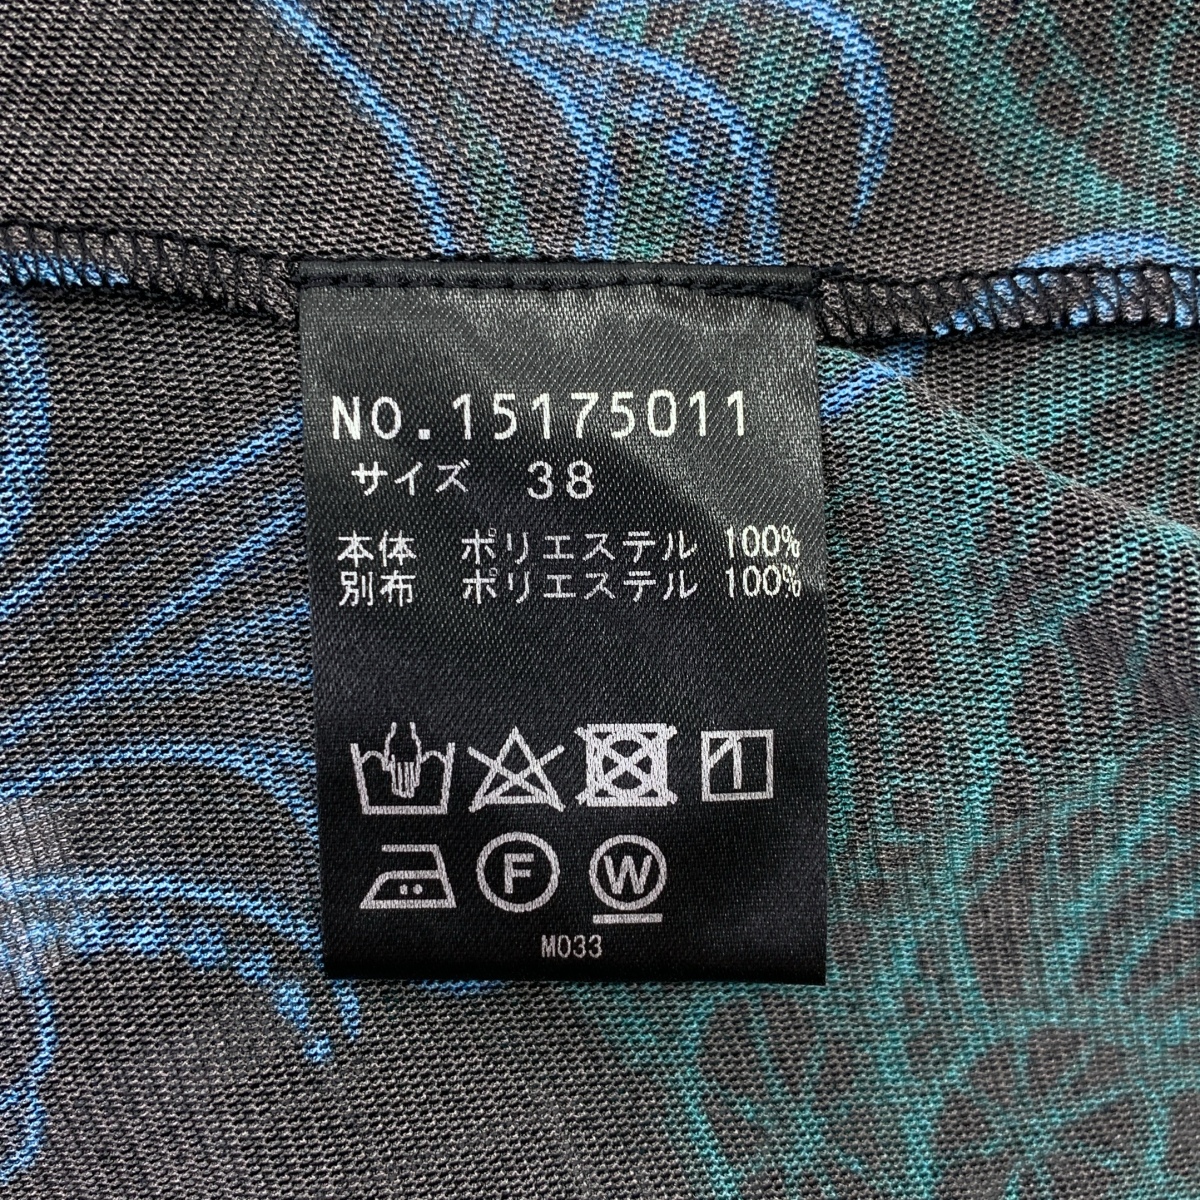 NO.15175011
サイズ 38
本体 ポリエステル 100%
別布 ポリエステル 100%
F W
M033